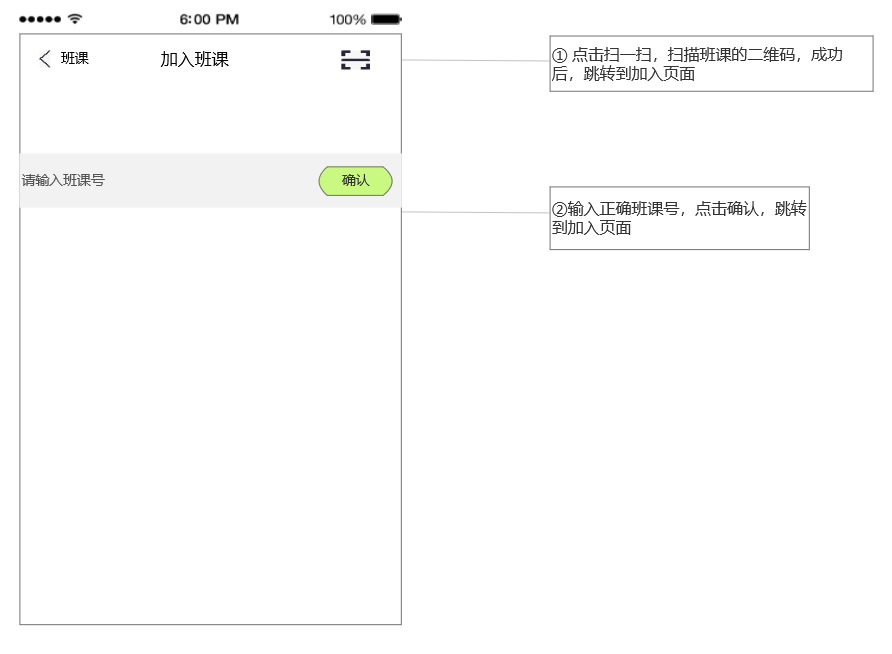 6:00 PM
100%
班课
加入班课
请输入班课号
确认
① 点击扫一扫，扫描班课的二维码，成功
后，跳转到加入页面
②输入正确班课号，点击确认，跳转
到加入页面